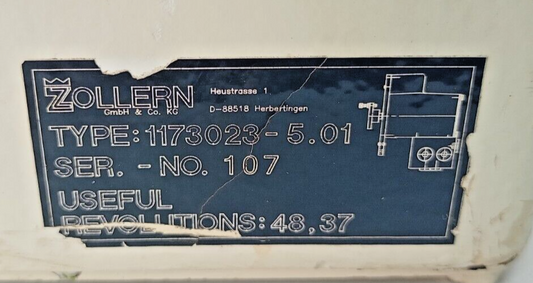 ZOLLERN
GmbH & Co. KG
Heustrasse 1
D-88518 Herbertingen
TYPE: 1173023-5.01
SER. -NO. 107
USEFUL
REVOLUTIONS: 48,37